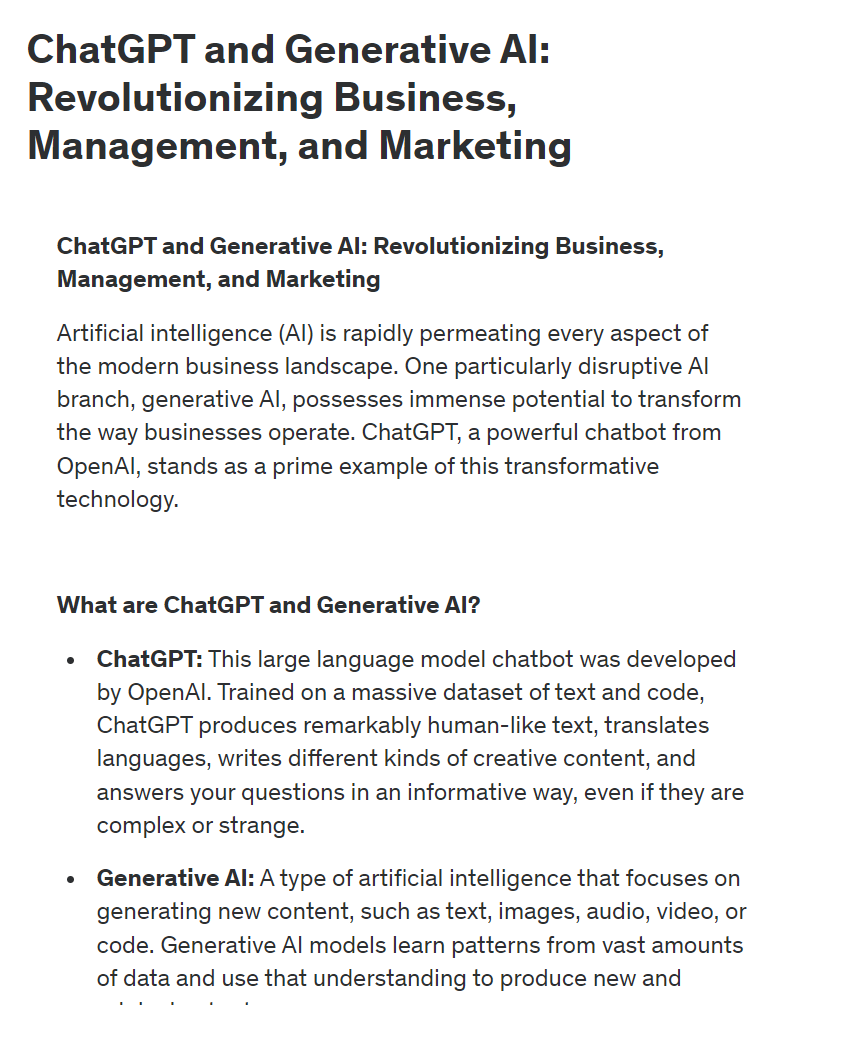 ChatGPT and Generative AI:
Revolutionizing Business,
Management, and Marketing
ChatGPT and Generative AI: Revolutionizing Business,
Management, and Marketing
Artificial intelligence (AI) is rapidly permeating every aspect of
the modern business landscape. One particularly disruptive AI
branch, generative AI, possesses immense potential to transform
the way businesses operate. ChatGPT, a powerful chatbot from
OpenAI, stands as a prime example of this transformative
technology.
What are ChatGPT and Generative AI?
• ChatGPT: This large language model chatbot was developed
by OpenAI. Trained on a massive dataset of text and code,
ChatGPT produces remarkably human-like text, translates
languages, writes different kinds of creative content, and
answers your questions in an informative way, even if they are
complex or strange.
• Generative AI: A type of artificial intelligence that focuses on
generating new content, such as text, images, audio, video, or
code. Generative AI models learn patterns from vast amounts
of data and use that understanding to produce new and